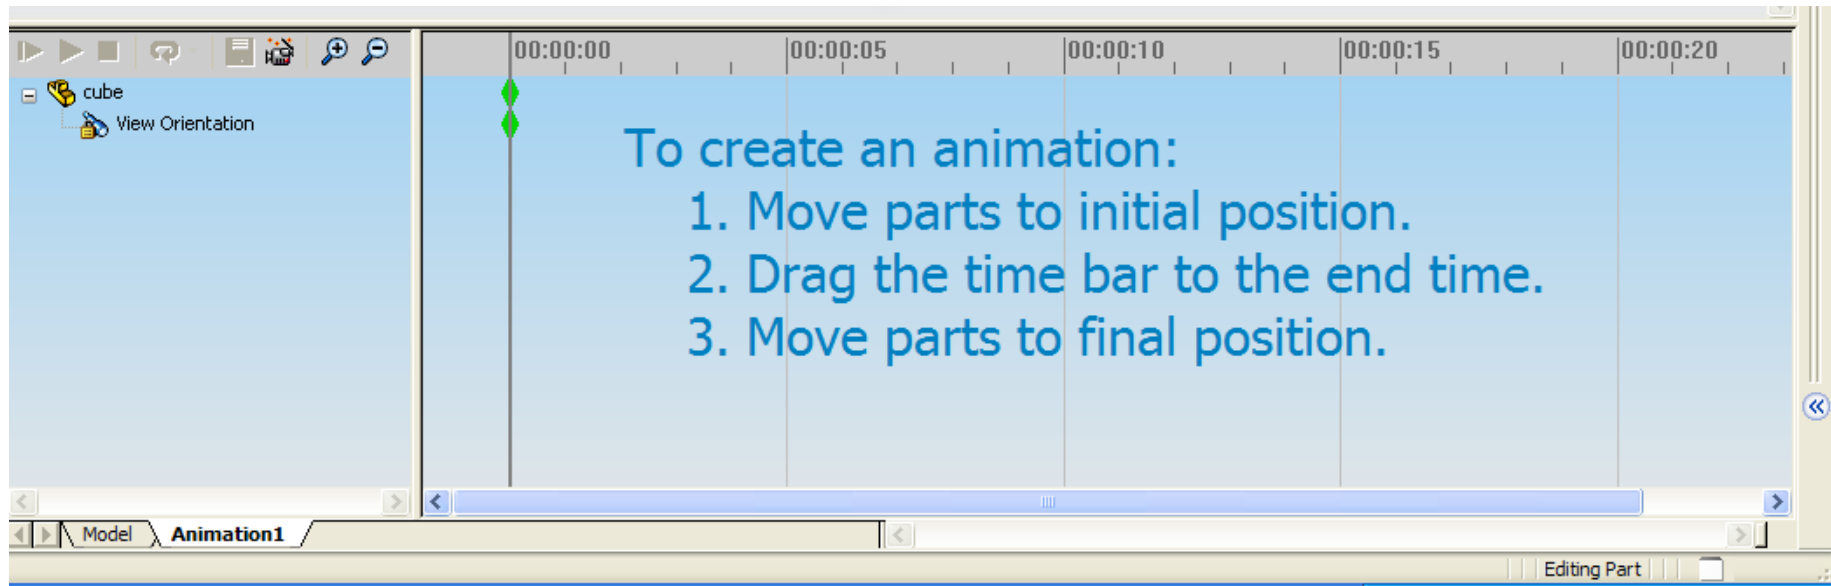 00:00:00 00:00:05 00:00:10 00:00:15 00:00:20
cube
View Orientation
To create an animation:
1. Move parts to initial position.
2. Drag the time bar to the end time.
3. Move parts to final position.
Model Animation1
Editing Part